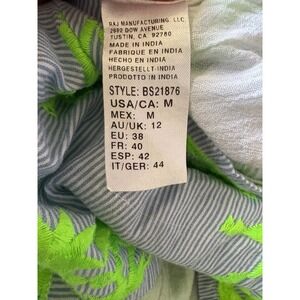 RAJ MANUFACTURING, LLC.
2692 DOW AVENUE
TUSTIN, CA 92780
MADE IN INDIA
FABRIQUE EN INDIA
HECHO EN INDIA
HERGESTELLT-INDIA
PRODOTTO IN INDIA
STYLE: BS21876
USA/CA: M
MEX: M
AU/UK: 12
EU: 38
FR: 40
ESP: 42
IT/GER: 44